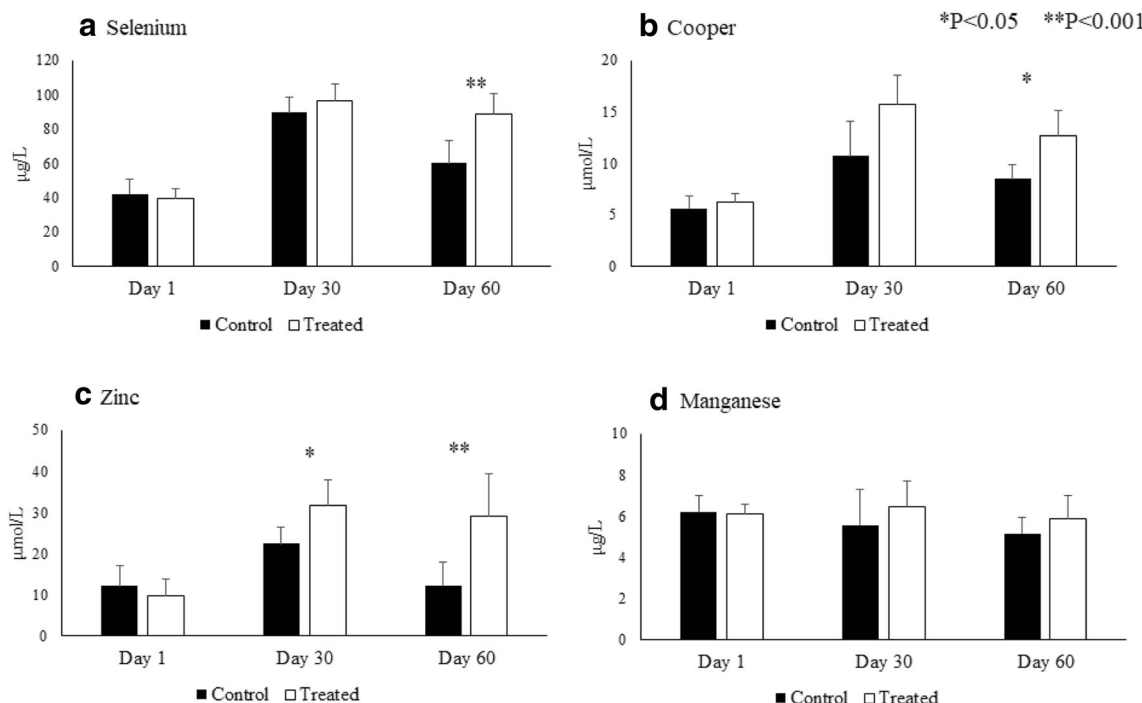 a Selenium
120
100
80
60
40
20
0
µg/L
**
Day 1 Day 30 Day 60
■ Control □ Treated
b Cooper
*P<0.05 **P<0.001
20
15
10
5
0
µmol/L
*
Day 1 Day 30 Day 60
■ Control □ Treated
c Zinc
50
40
30
20
10
0
µmol/L
* **
Day 1 Day 30 Day 60
■ Control □ Treated
d Manganese
10
8
6
4
2
0
µg/L
Day 1 Day 30 Day 60
■ Control □ Treated